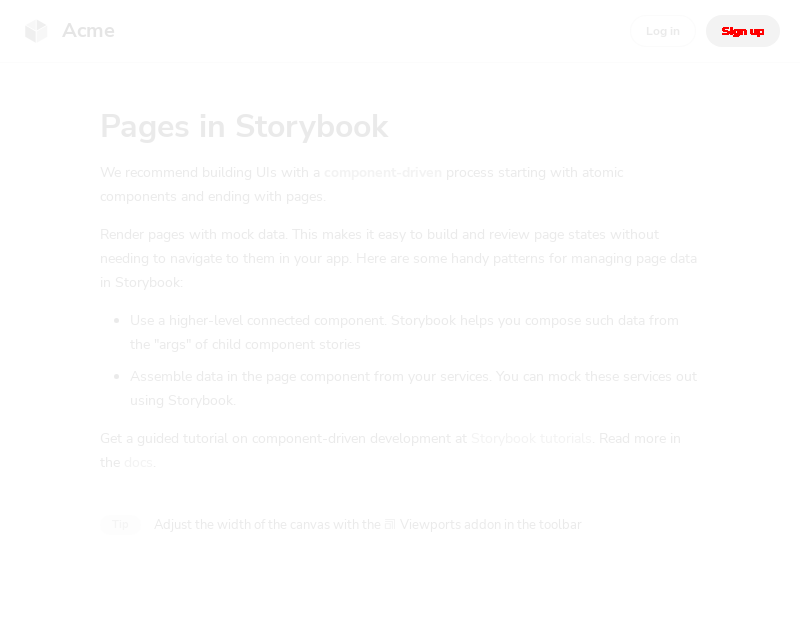 Acme
Log in
Sign up
Pages in Storybook
We recommend building UIs with a component-driven process starting with atomic
components and ending with pages.
Render pages with mock data. This makes it easy to build and review page states without
needing to navigate to them in your app. Here are some handy patterns for managing page data
in Storybook:
Use a higher-level connected component. Storybook helps you compose such data from
the "args" of child component stories
Assemble data in the page component from your services. You can mock these services out
using Storybook.
Get a guided tutorial on component-driven development at Storybook tutorials. Read more in
the docs.
Tip
Adjust the width of the canvas with the Viewports addon in the toolbar